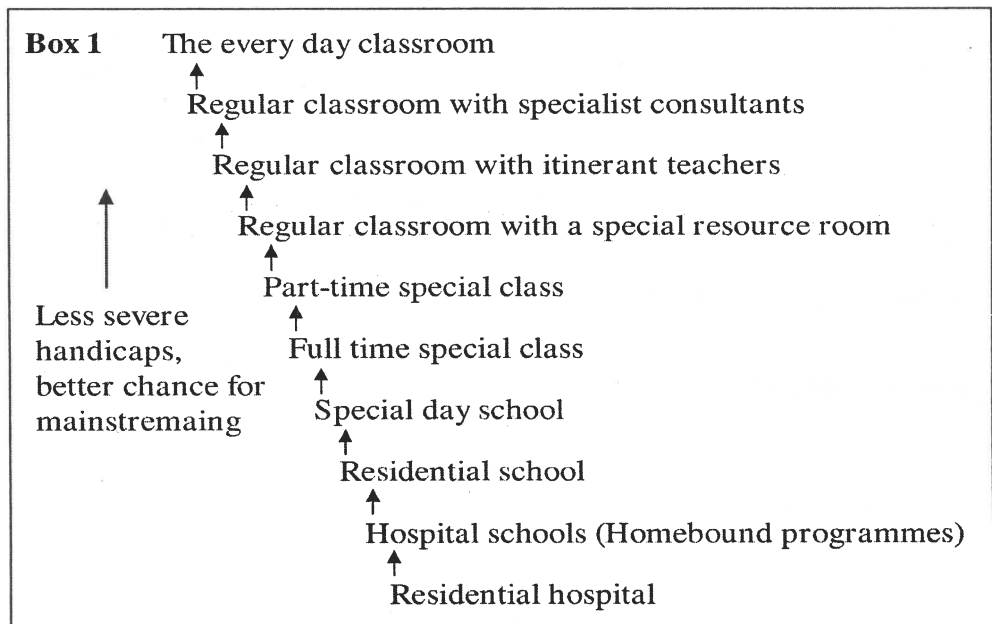 Box 1 The every day classroom
Regular classroom with specialist consultants
Regular classroom with itinerant teachers
Regular classroom with a special resource room
Part-time special class
Full time special class
Special day school
Residential school
Hospital schools (Homebound programmes)
Residential hospital
Less severe
handicaps,
better chance for
mainstremaing